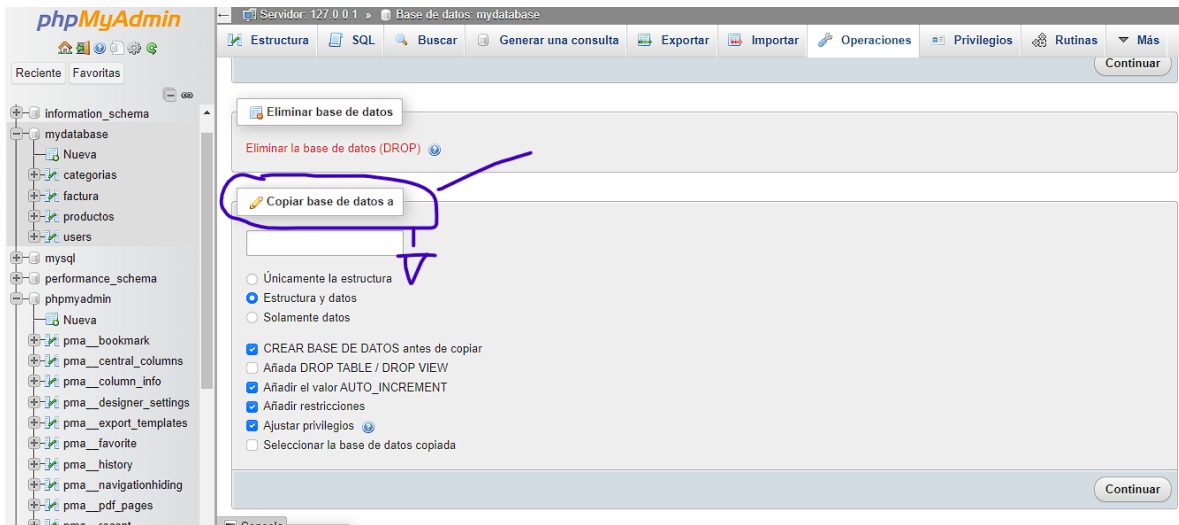 phpMyAdmin
Reciente Favoritas
information_schema
mydatabase
Nueva
categorias
factura
productos
users
mysql
performance_schema
phpmyadmin
Nueva
pma__bookmark
pma__central_columns
pma__column_info
pma__designer_settings
pma__export_templates
pma__favorite
pma__history
pma__navigationhiding
pma__pdf_pages
pma__recent
Servidor: 127.0.0.1 » Base de datos: mydatabase
Estructura SQL Buscar Generar una consulta Exportar Importar Operaciones Privilegios Rutinas Más
Continuar
Eliminar base de datos
Eliminar la base de datos (DROP)
Copiar base de datos a
Únicamente la estructura
Estructura y datos
Solamente datos
CREAR BASE DE DATOS antes de copiar
Añada DROP TABLE / DROP VIEW
Añadir el valor AUTO_INCREMENT
Añadir restricciones
Ajustar privilegios
Seleccionar la base de datos copiada
Continuar
Consola